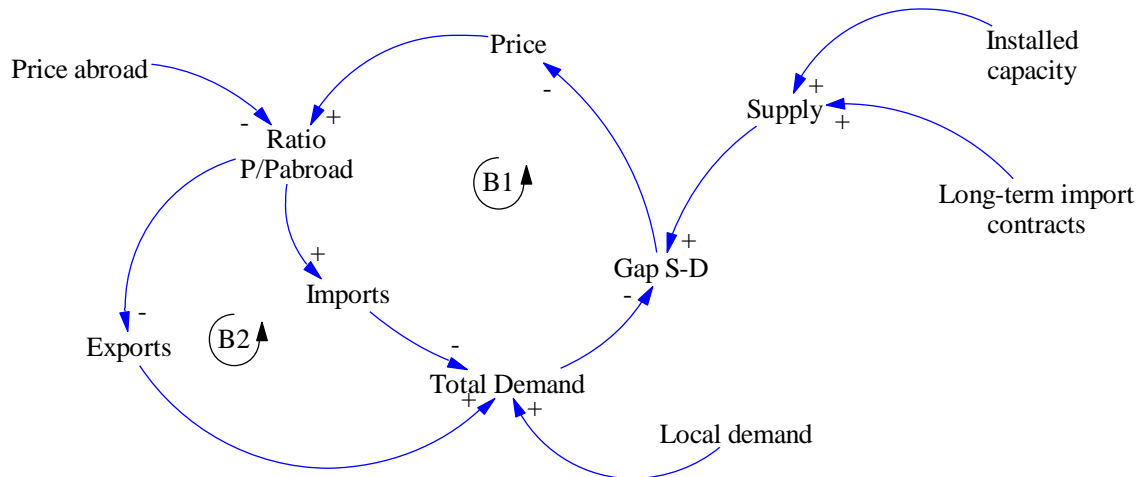 Price
Installed
capacity
Price abroad
-
+
+
-
+
Supply
Ratio
P/Pabroad
B1
Long-term import
contracts
+
+
Gap S-D
Imports
-
-
B2
Exports
-
Total Demand
+
+
Local demand